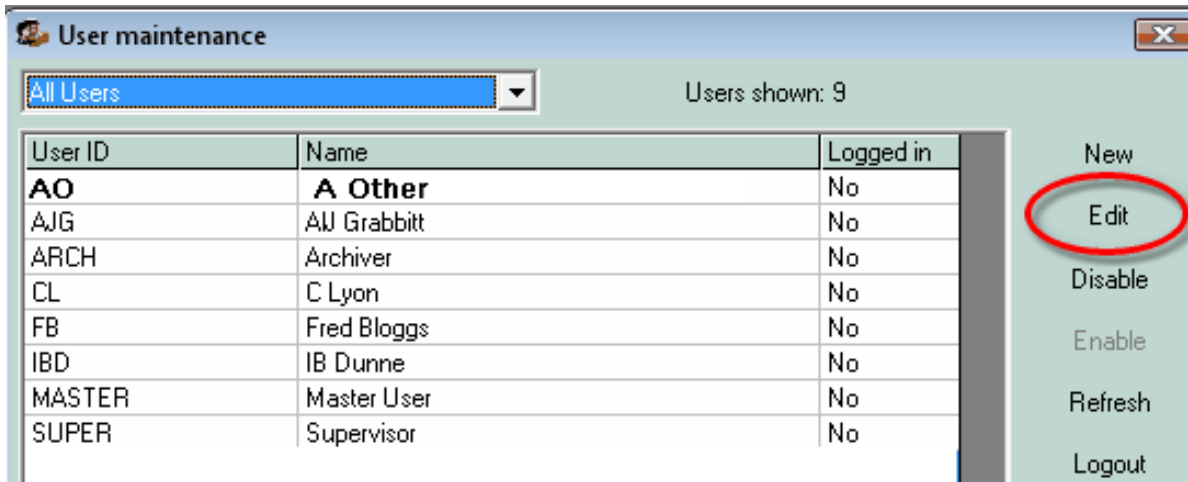 User maintenance
All Users Users shown: 9
User ID Name Logged in New
AO A Other No
AJG AIJ Grabbitt No Edit
ARCH Archiver No
CL C Lyon No Disable
FB Fred Bloggs No Enable
IBD IB Dunne No
MASTER Master User No Refresh
SUPER Supervisor No
Logout